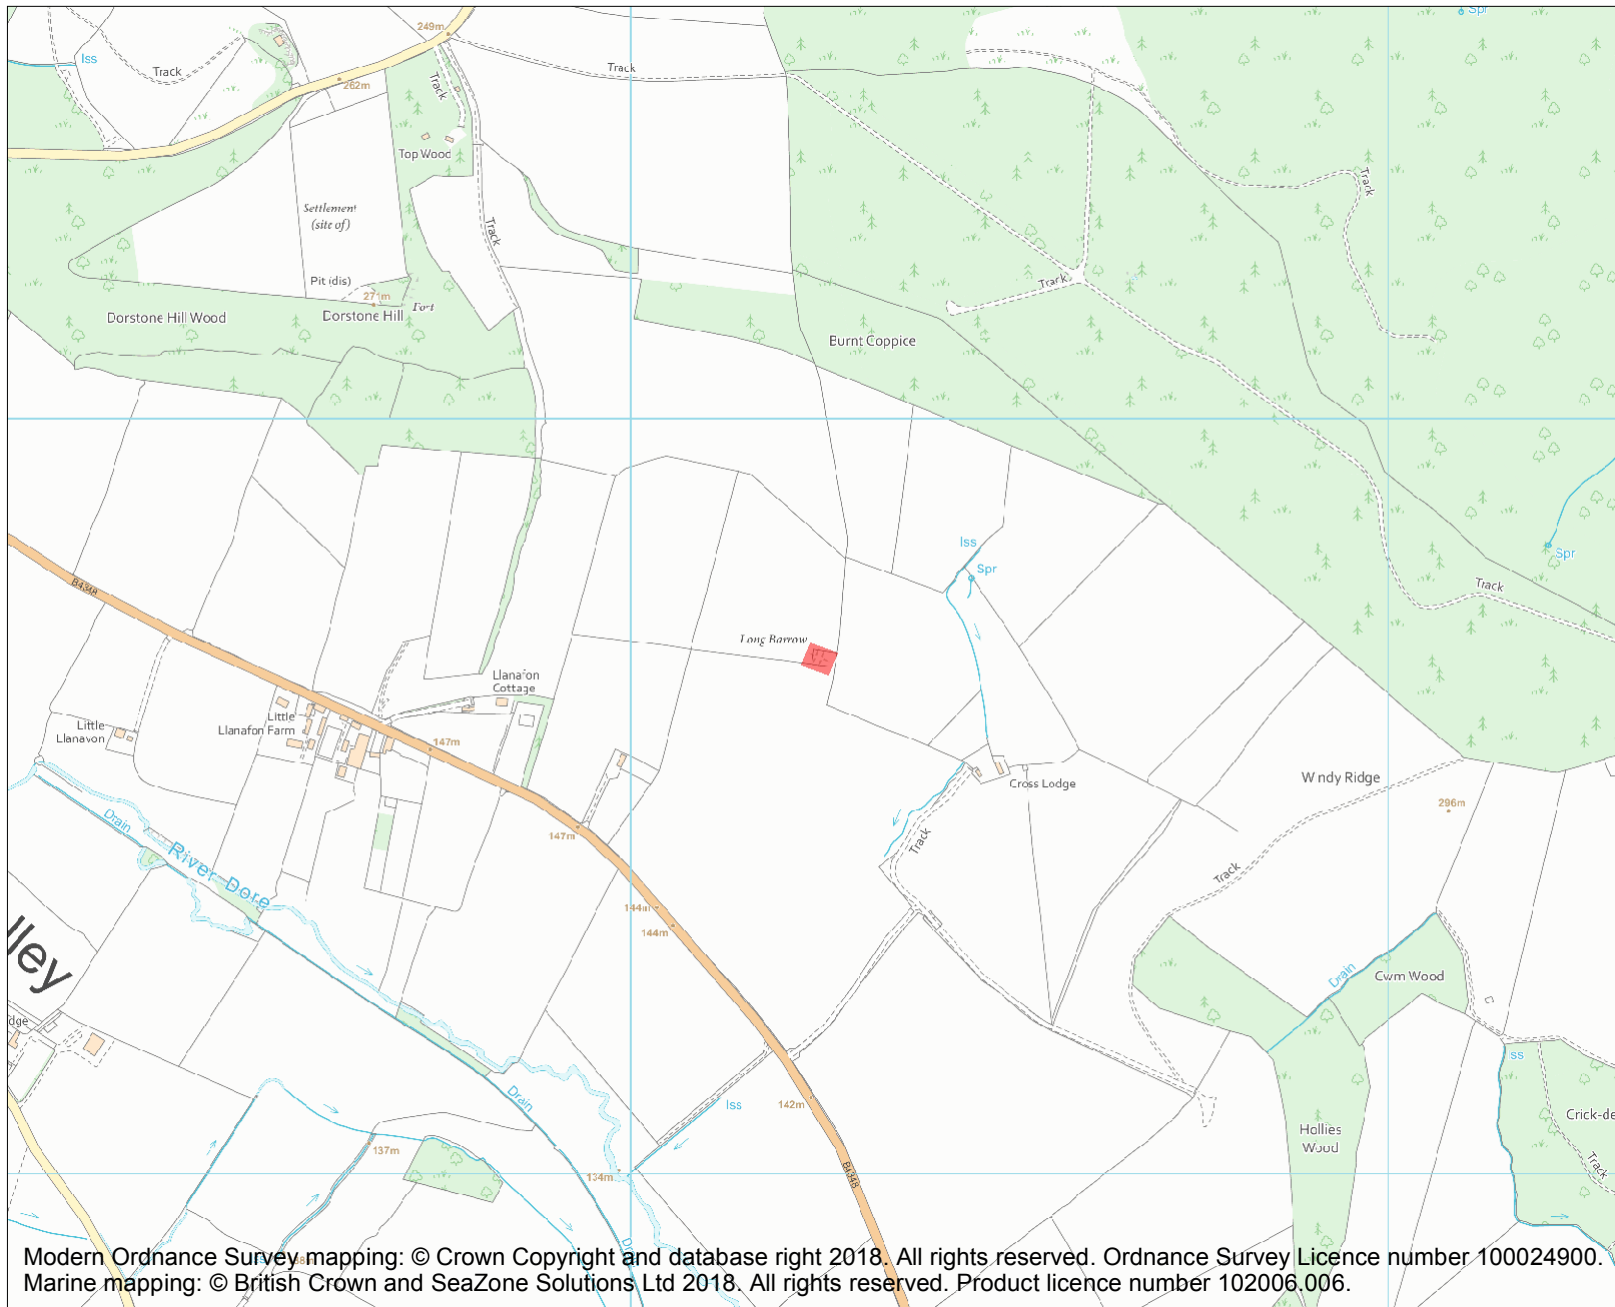 249m
Spr
Iss
Track
Track
262m
Track
Top Wood
Track
Settlement
(site of)
Track
Track
Pit (dis)
271m
Fort
Dorstone Hill Wood
Dorstone Hill
Burnt Coppice
Iss
Spr
Spr
B4348
Track
Long Barrow
Llanafon
Cottage
Little
Llanafon Farm
Little
Llanavon
147m
Windy Ridge
Cross Lodge
296m
Drain
147m
Track
River Dore
Track
144m
144m
lley
Drain
Cwm Wood
dge
Iss
Drain
142m
Iss
Crick-de
Hollies
Wood
137m
Track
134m
B4348
Modern Ordnance Survey mapping: © Crown Copyright and database right 2018. All rights reserved. Ordnance Survey Licence number 100024900.
Marine mapping: © British Crown and SeaZone Solutions Ltd 2018. All rights reserved. Product licence number 102006.006.